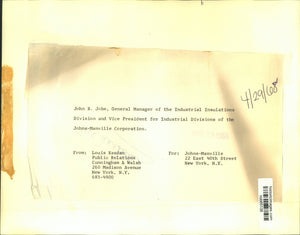 4/29/68
John B. Jobe, General Manager of the Industrial Insulations
Division and Vice President for Industrial Divisions of the
Johns-Manville Corporation.
From: Louis Kaedan
Public Relations
Cunningham & Walsh
260 Madison Avenue
New York, N.Y.
683-4900
For: Johns-Manville
22 East 40th Street
New York, N.Y.